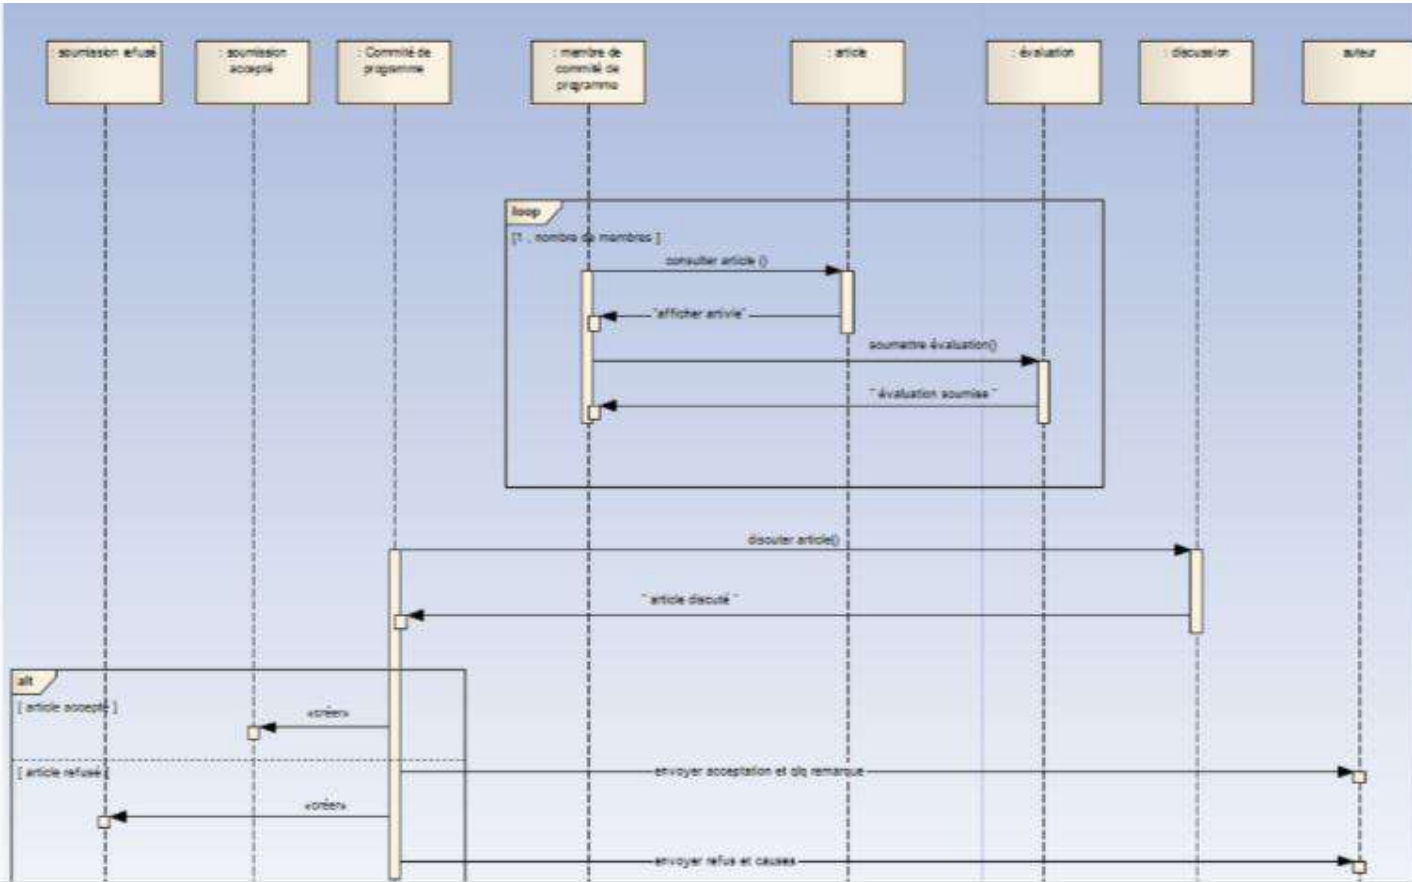 : soumission refusé
: soumission
accepté
: Commité de
programme
: membre de
commité de
programme
: article
: évaluation
: discussion
auteur
loop
[1 , nombre de membres ]
consulter article ()
"afficher artivle"
soumettre évaluation()
" évaluation soumise "
discuter article()
" article discuté "
alt
[ article accepté ]
«créer»
[ article refusé ]
envoyer acceptation et qlq remarque
«créer»
envoyer refus et causes